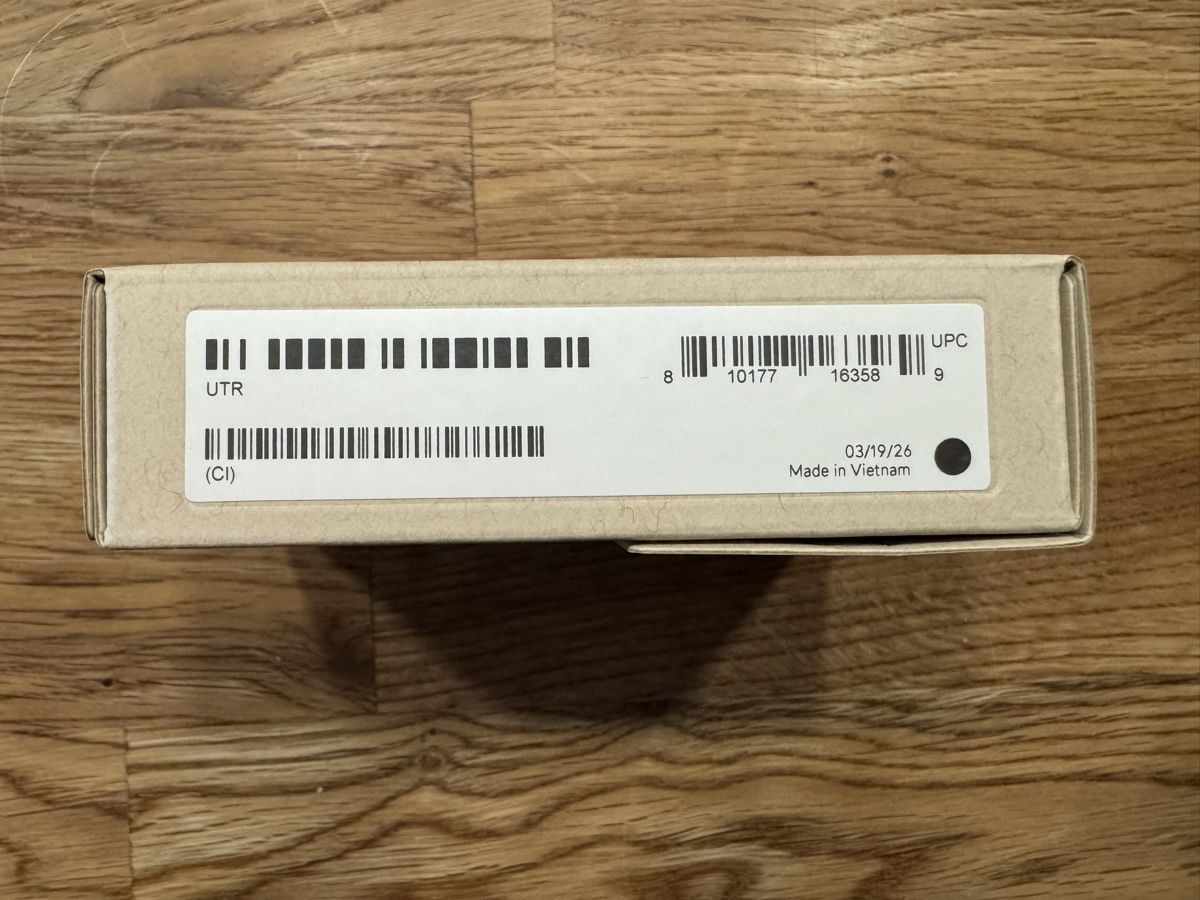 UPC
8 10177 16358 9
UTR
(CI)
03/19/26
Made in Vietnam